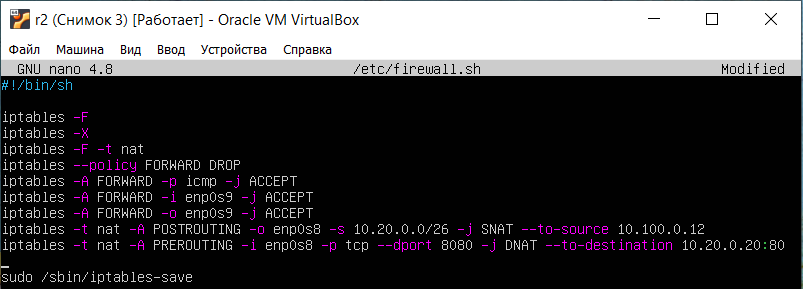 r2 (Снимок 3) [Работает] - Oracle VM VirtualBox
Файл Машина Вид Ввод Устройства Справка
GNU nano 4.8 /etc/firewall.sh Modified
#!/bin/sh
iptables -F
iptables -X
iptables -F -t nat
iptables --policy FORWARD DROP
iptables -A FORWARD -p icmp -j ACCEPT
iptables -A FORWARD -i enp0s9 -j ACCEPT
iptables -A FORWARD -o enp0s9 -j ACCEPT
iptables -t nat -A POSTROUTING -o enp0s8 -s 10.20.0.0/26 -j SNAT --to-source 10.100.0.12
iptables -t nat -A PREROUTING -i enp0s8 -p tcp --dport 8080 -j DNAT --to-destination 10.20.0.20:80
sudo /sbin/iptables-save